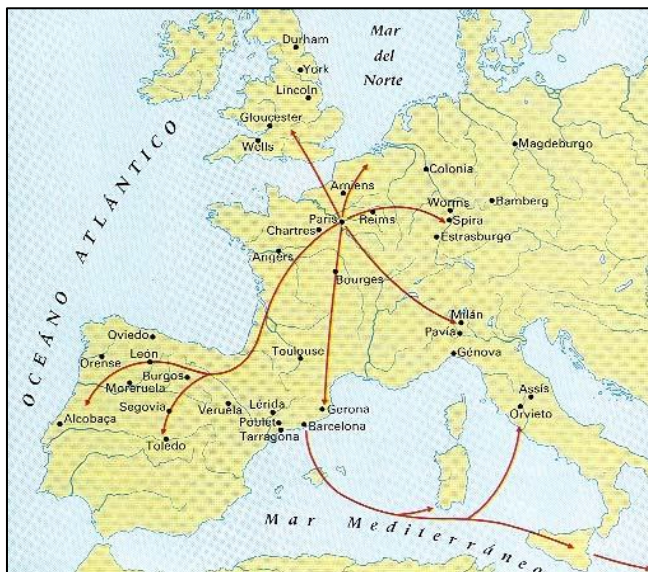 Durham
Mar
del
Norte
York
Lincoln
Gloucester
Wells
Magdeburgo
Colonia
Amiens
Worms
Bamberg
Paris
Reims
Spira
Chartres
Estrasburgo
Angers
Bourges
OCEÁNO ATLÁNTICO
Milán
Pavía
Oviedo
Toulouse
Génova
León
Orense
Burgos
Moreruela
Assís
Segovia
Veruela
Lérida
Gerona
Orvieto
Alcobaça
Poblet
Barcelona
Tarragona
Toledo
Mar Mediterráneo